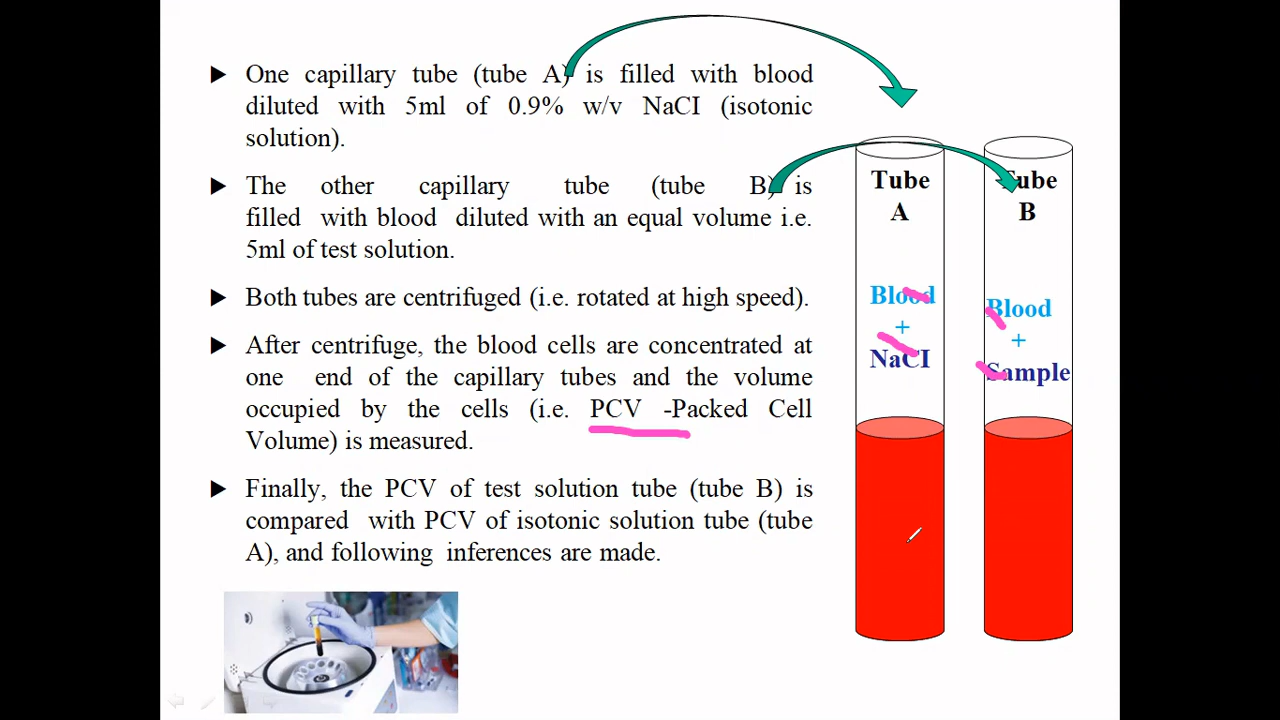 One capillary tube (tube A) is filled with blood
diluted with 5ml of 0.9% w/v NaCI (isotonic
solution).
The other capillary tube (tube B) is
filled with blood diluted with an equal volume i.e.
5ml of test solution.
Both tubes are centrifuged (i.e. rotated at high speed).
After centrifuge, the blood cells are concentrated at
one end of the capillary tubes and the volume
occupied by the cells (i.e. PCV -Packed Cell
Volume) is measured.
Finally, the PCV of test solution tube (tube B) is
compared with PCV of isotonic solution tube (tube
A), and following inferences are made.
Tube
A
Blood
+
NaCI
Tube
B
Blood
+
Sample